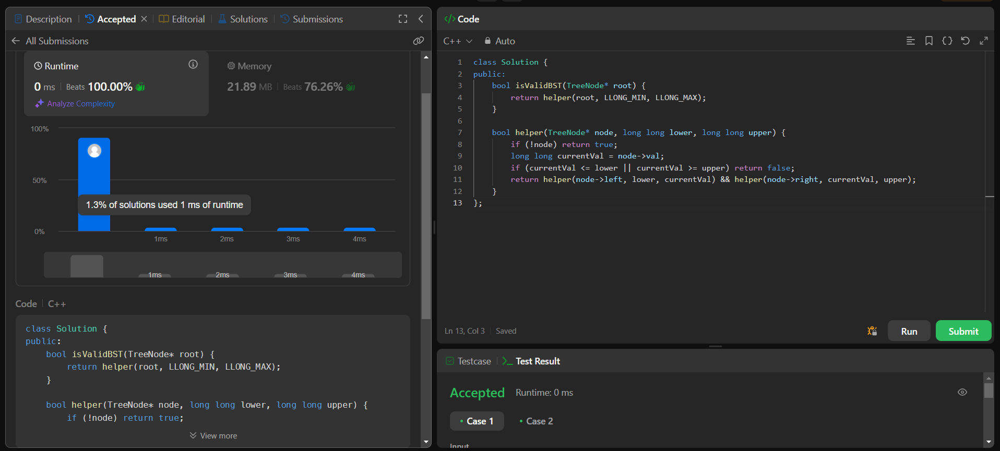 Description
Accepted
Editorial
Solutions
Submissions
All Submissions
Runtime
0 ms
Beats 100.00%
Analyze Complexity
Memory
21.89 MB
Beats 76.26%
100%
50%
0%
1.3% of solutions used 1 ms of runtime
1ms
2ms
3ms
4ms
1ms
2ms
3ms
4ms
Code
C++
class Solution {
public:
    bool isValidBST(TreeNode* root) {
        return helper(root, LLONG_MIN, LLONG_MAX);
    }
    bool helper(TreeNode* node, long long lower, long long upper) {
        if (!node) return true;
View more
</> Code
C++
Auto
1 class Solution {
2 public:
3     bool isValidBST(TreeNode* root) {
4         return helper(root, LLONG_MIN, LLONG_MAX);
5     }
6
7     bool helper(TreeNode* node, long long lower, long long upper) {
8         if (!node) return true;
9         long long currentVal = node->val;
10         if (currentVal <= lower || currentVal >= upper) return false;
11         return helper(node->left, lower, currentVal) && helper(node->right, currentVal, upper);
12     }
13 };
Ln 13, Col 3
Saved
Run
Submit
Testcase
Test Result
Accepted
Runtime: 0 ms
Case 1
Case 2
Input